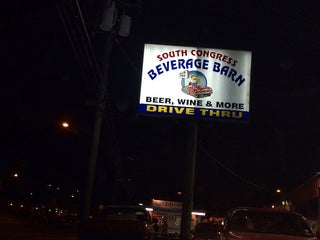 SOUTH CONGRESS
BEVERAGE BARN
BEER, WINE & MORE
DRIVE THRU